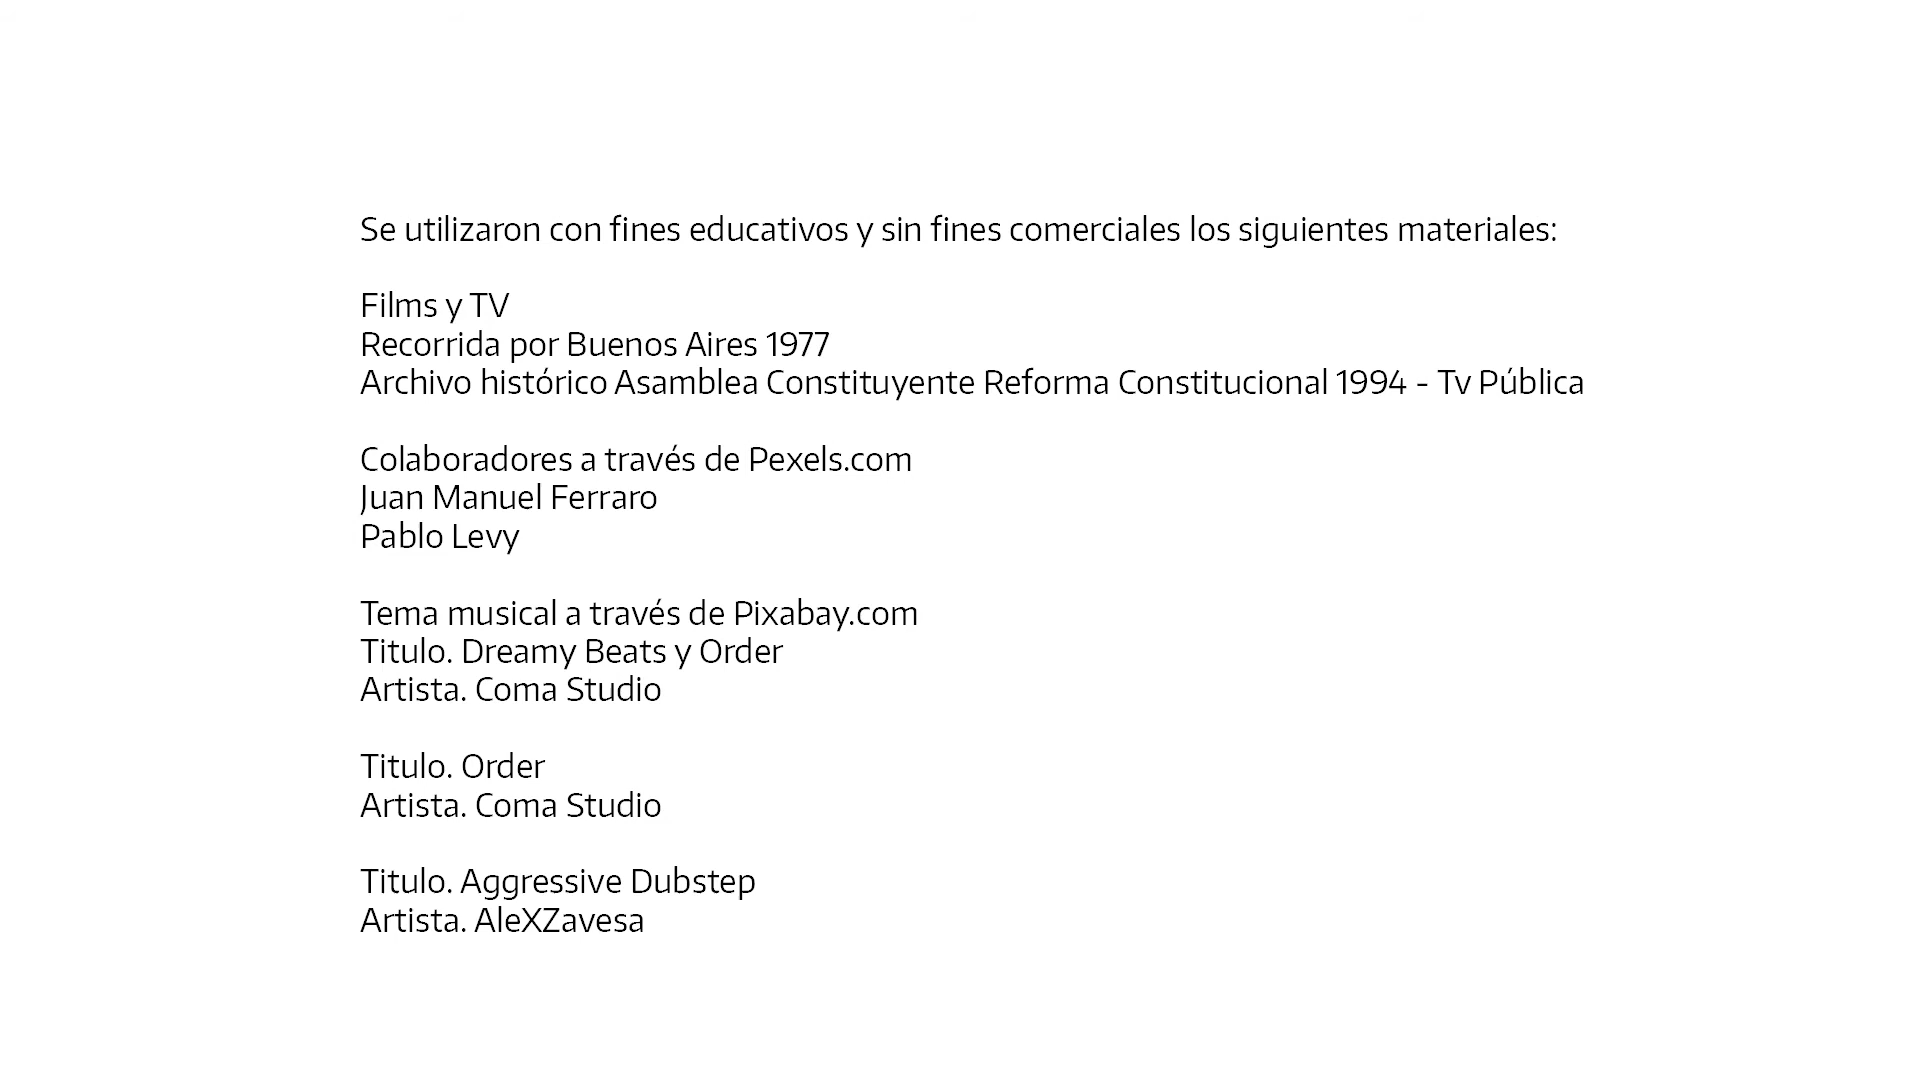 Se utilizaron con fines educativos y sin fines comerciales los siguientes materiales:
Films y TV
Recorrida por Buenos Aires 1977
Archivo histórico Asamblea Constituyente Reforma Constitucional 1994 - Tv Pública
Colaboradores a través de Pexels.com
Juan Manuel Ferraro
Pablo Levy
Tema musical a través de Pixabay.com
Titulo. Dreamy Beats y Order
Artista. Coma Studio
Titulo. Order
Artista. Coma Studio
Titulo. Aggressive Dubstep
Artista. AleXZavesa